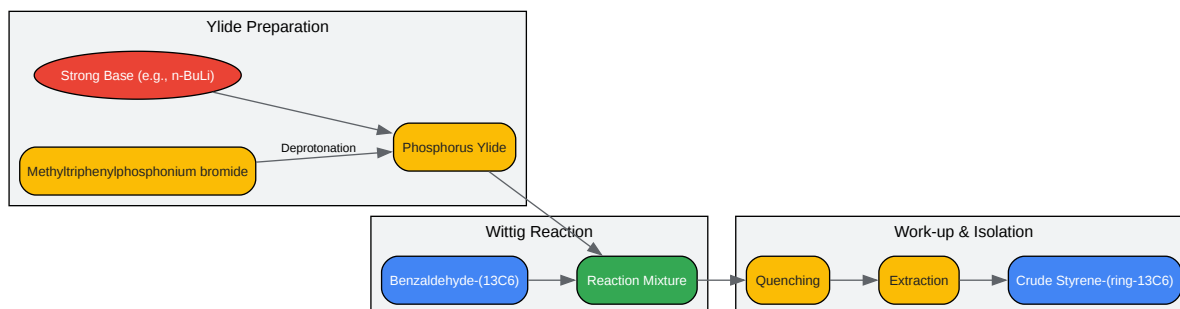 Ylide Preparation
Strong Base (e.g., n-BuLi)
Methyltriphenylphosphonium bromide
Deprotonation
Phosphorus Ylide
Wittig Reaction
Benzaldehyde-(13C6)
Reaction Mixture
Work-up & Isolation
Quenching
Extraction
Crude Styrene-(ring-13C6)